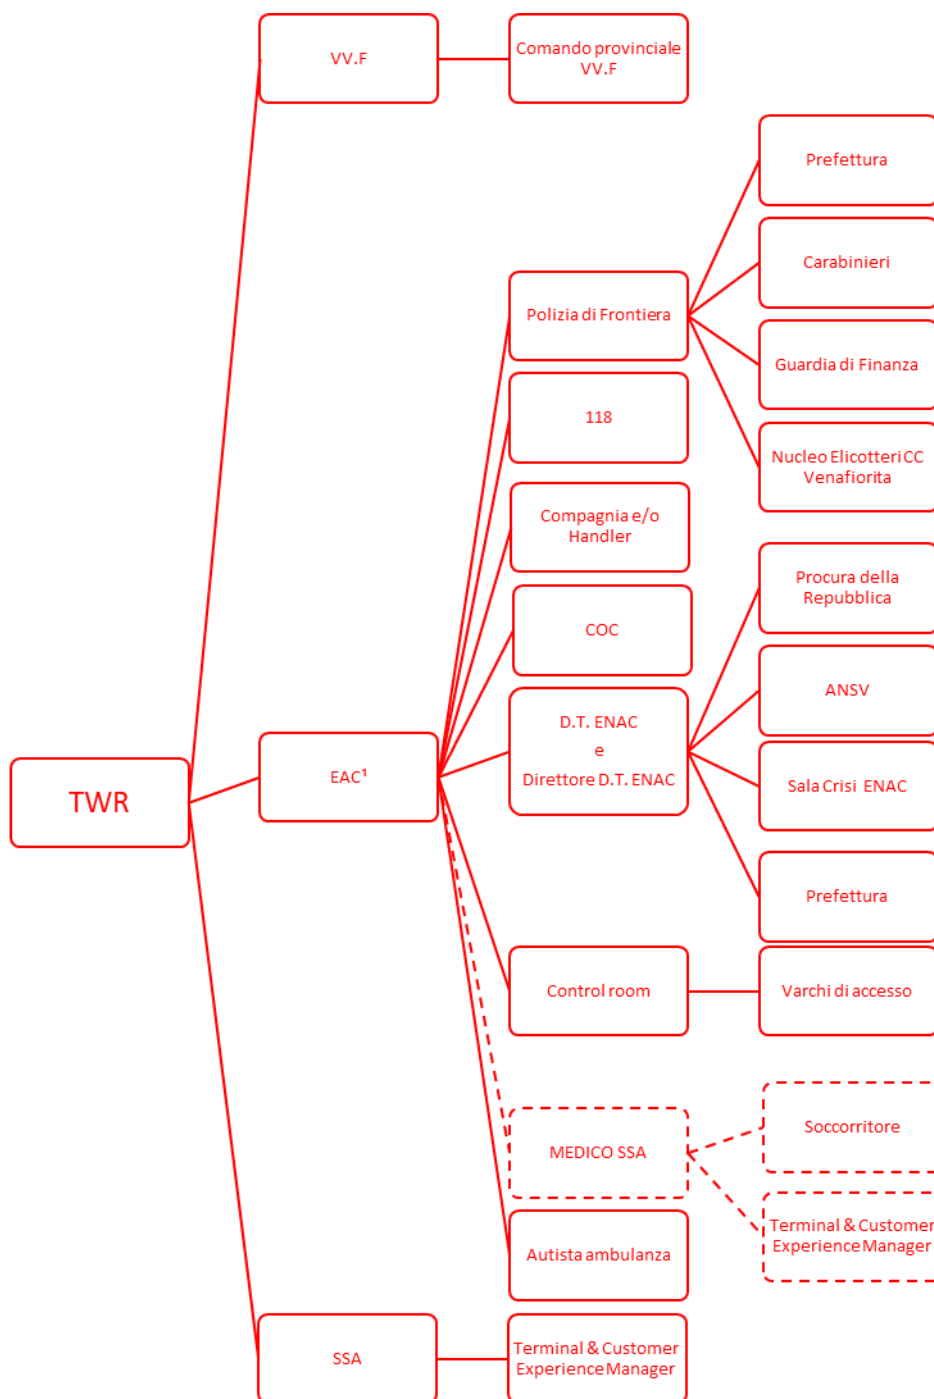 VV.F
Comando provinciale
VV.F
Prefettura
Carabinieri
Polizia di Frontiera
Guardia di Finanza
118
Nucleo Elicotteri CC
Venafiorita
Compagnia e/o
Handler
Procura della
Repubblica
COC
ANSV
D.T. ENAC
e
Direttore D.T. ENAC
TWR
EAC¹
Sala Crisi ENAC
Prefettura
Control room
Varchi di accesso
MEDICO SSA
Soccorritore
Terminal & Customer
Experience Manager
Autista ambulanza
SSA
Terminal & Customer
Experience Manager